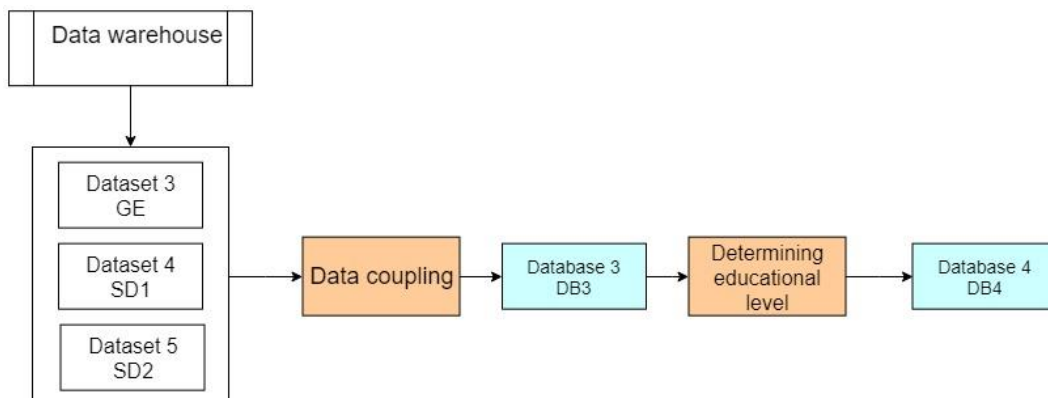 Data warehouse
Dataset 3
GE
Dataset 4
SD1
Dataset 5
SD2
Data coupling
Database 3
DB3
Determining
educational
level
Database 4
DB4